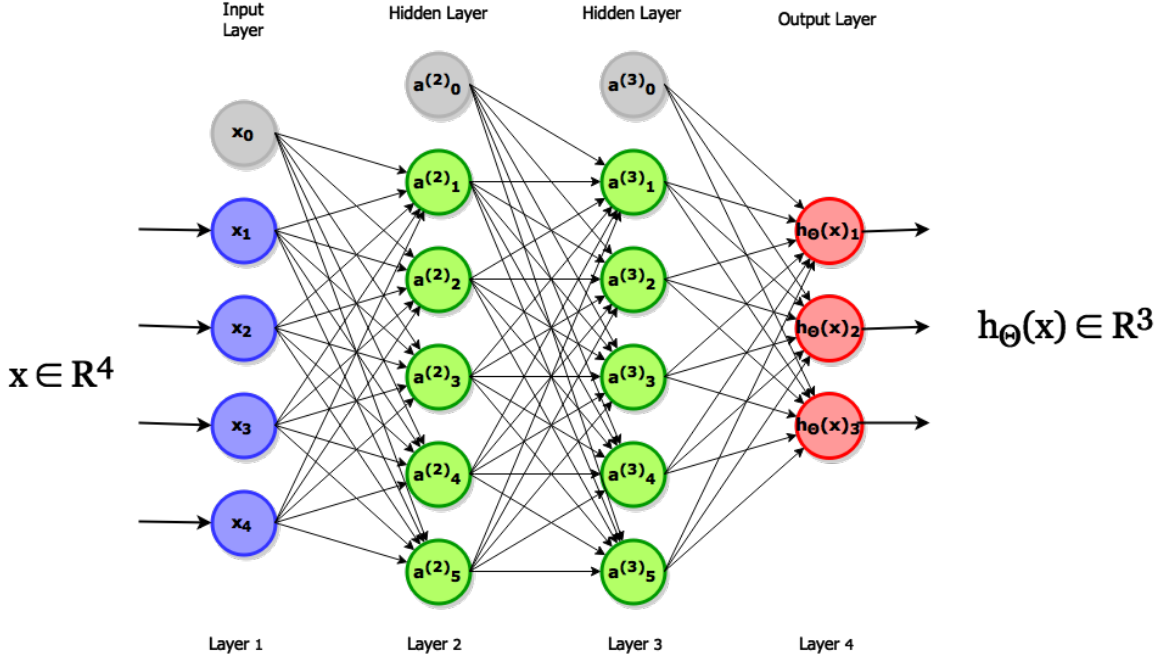 Input
Layer
Hidden Layer
Hidden Layer
Output Layer
a(2)0
a(3)0
x0
a(2)1
a(3)1
x1
hΘ(x)1
a(2)2
a(3)2
x2
hΘ(x)2
hΘ(x) ∈ R3
x ∈ R4
a(2)3
a(3)3
x3
hΘ(x)3
a(2)4
a(3)4
x4
a(2)5
a(3)5
Layer 1
Layer 2
Layer 3
Layer 4